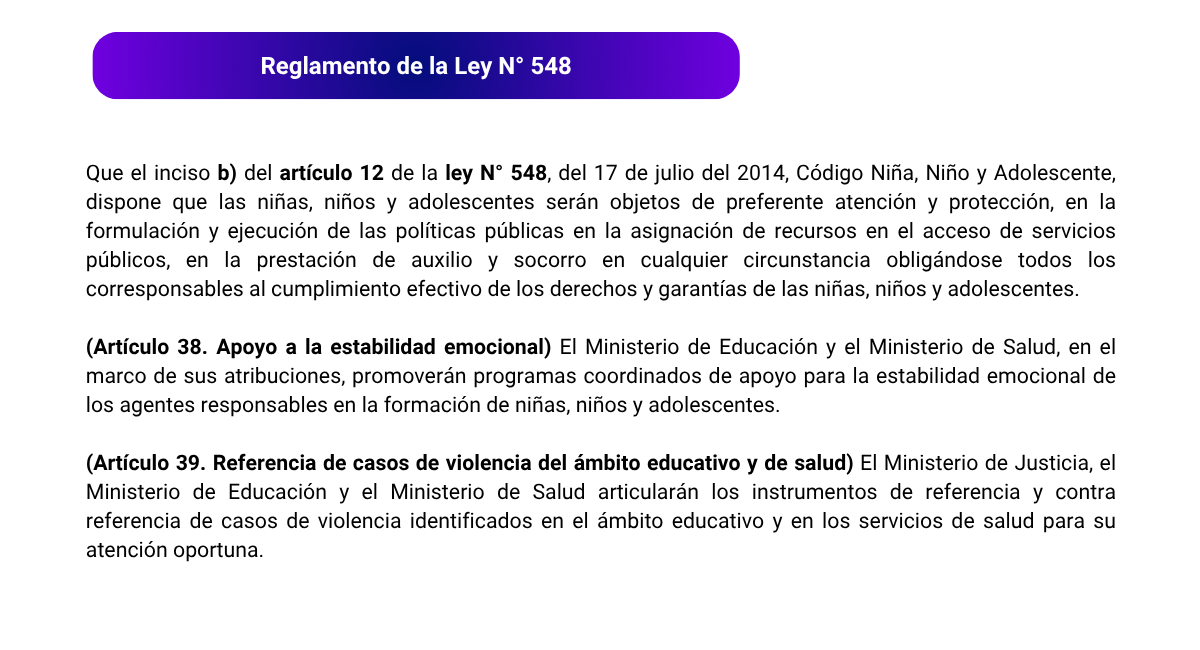 Reglamento de la Ley N° 548
Que el inciso b) del artículo 12 de la ley N° 548, del 17 de julio del 2014, Código Niña, Niño y Adolescente,
dispone que las niñas, niños y adolescentes serán objetos de preferente atención y protección, en la
formulación y ejecución de las políticas públicas en la asignación de recursos en el acceso de servicios
públicos, en la prestación de auxilio y socorro en cualquier circunstancia obligándose todos los
corresponsables al cumplimiento efectivo de los derechos y garantías de las niñas, niños y adolescentes.
(Artículo 38. Apoyo a la estabilidad emocional) El Ministerio de Educación y el Ministerio de Salud, en el
marco de sus atribuciones, promoverán programas coordinados de apoyo para la estabilidad emocional de
los agentes responsables en la formación de niñas, niños y adolescentes.
(Artículo 39. Referencia de casos de violencia del ámbito educativo y de salud) El Ministerio de Justicia, el
Ministerio de Educación y el Ministerio de Salud articularán los instrumentos de referencia y contra
referencia de casos de violencia identificados en el ámbito educativo y en los servicios de salud para su
atención oportuna.